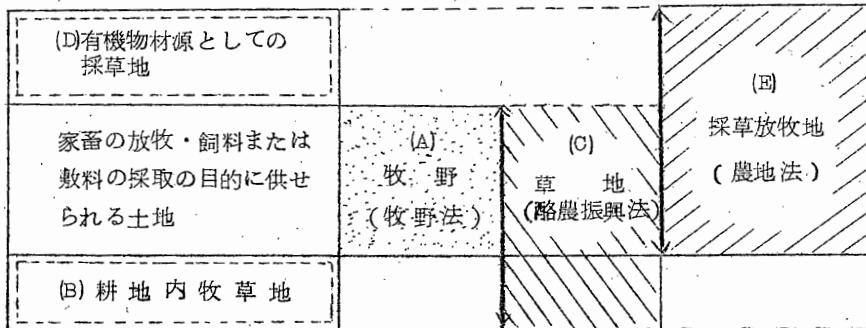 (D)有機物材源としての
採草地
家畜の放牧・飼料または
敷料の採取の目的に供せ
られる土地
(B)耕地内牧草地
(A)
牧野
(牧野法)
(C)
草地
(酪農振興法)
(E)
採草放牧地
(農地法)